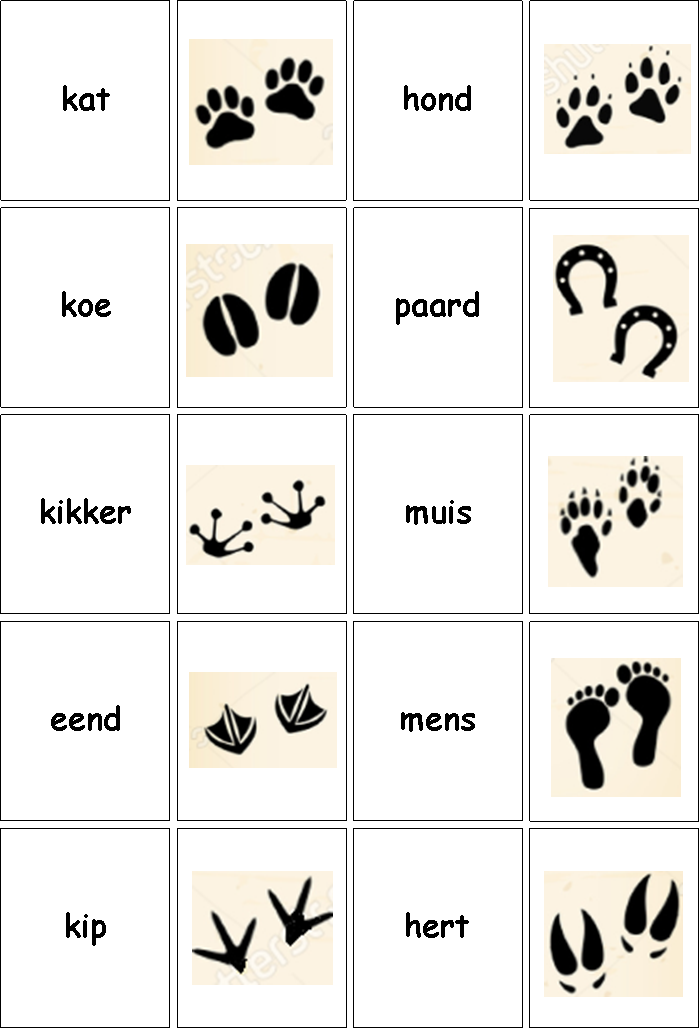 kat
hond
koe
paard
kikker
muis
eend
mens
kip
hert